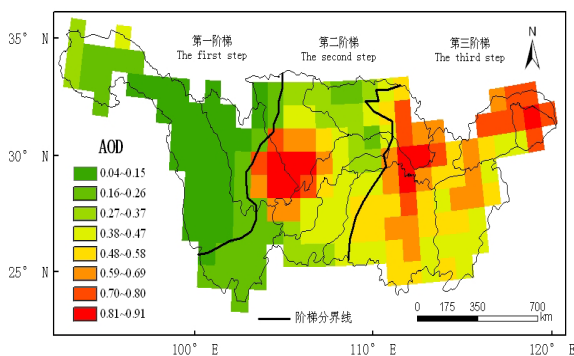 35° N
30° N
25° N
第一阶梯
The first step
第二阶梯
The second step
第三阶梯
The third step
N
AOD
0.04~0.15
0.16~0.26
0.27~0.37
0.38~0.47
0.48~0.58
0.59~0.69
0.70~0.80
0.81~0.91
阶梯分界线
0 175 350 700
km
100° E
110° E
120° E